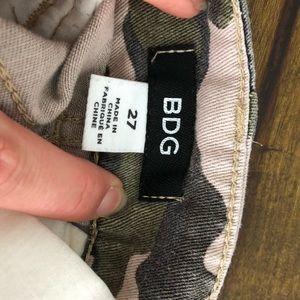 BDG
27
MADE IN
CHINA
FABRIQUÉ EN
CHINE